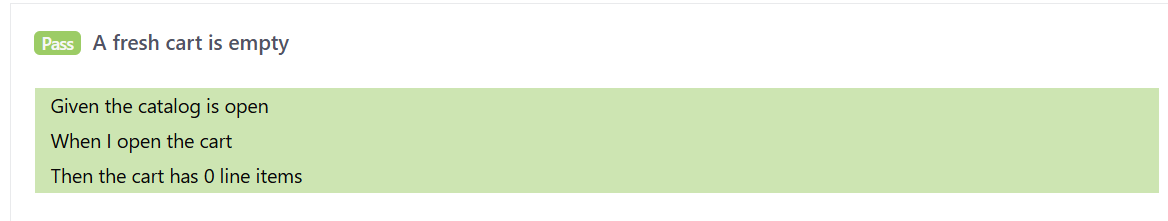 Pass A fresh cart is empty
Given the catalog is open
When I open the cart
Then the cart has 0 line items